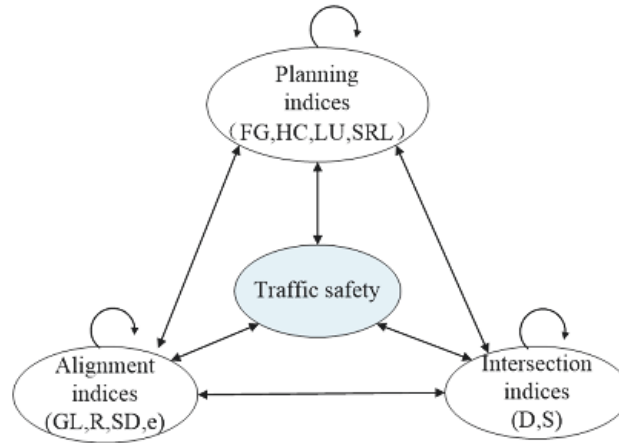 Planning
indices
（FG,HC,LU,SRL）
Traffic safety
Alignment
indices
(GL,R,SD,e)
Intersection
indices
(D,S)